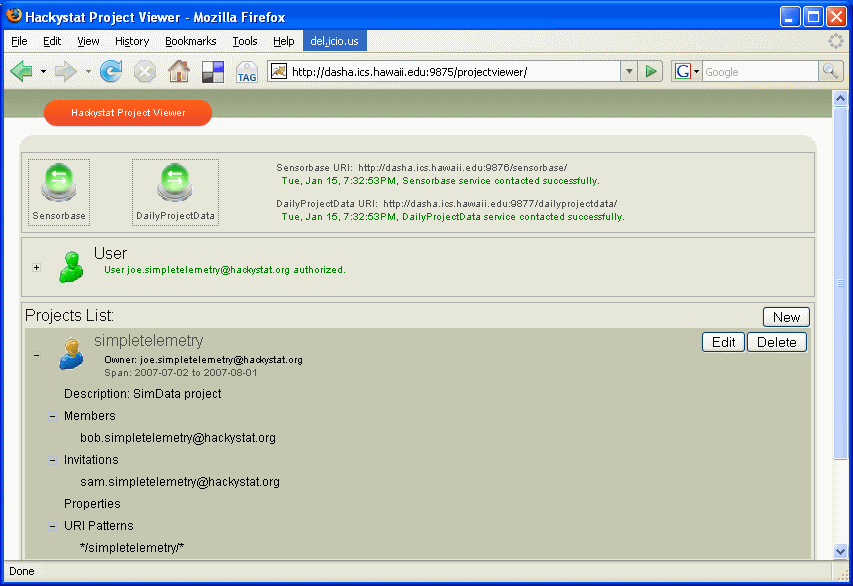 Hackystat Project Viewer - Mozilla Firefox
File Edit View History Bookmarks Tools Help del.icio.us
TAG http://dasha.ics.hawaii.edu:9875/projectviewer/ G Google
Hackystat Project Viewer
Sensorbase URI: http://dasha.ics.hawaii.edu:9876/sensorbase/
Tue, Jan 15, 7:32:53PM, Sensorbase service contacted successfully.
DailyProjectData URI: http://dasha.ics.hawaii.edu:9877/dailyprojectdata/
Sensorbase DailyProjectData
Tue, Jan 15, 7:32:53PM, DailyProjectData service contacted successfully.
User
User joe.simpletelemetry@hackystat.org authorized.
Projects List: New
simpletelemetry Edit Delete
Owner: joe.simpletelemetry@hackystat.org
Span: 2007-07-02 to 2007-08-01
Description: SimData project
Members
bob.simpletelemetry@hackystat.org
Invitations
sam.simpletelemetry@hackystat.org
Properties
URI Patterns
*/simpletelemetry/*
Done